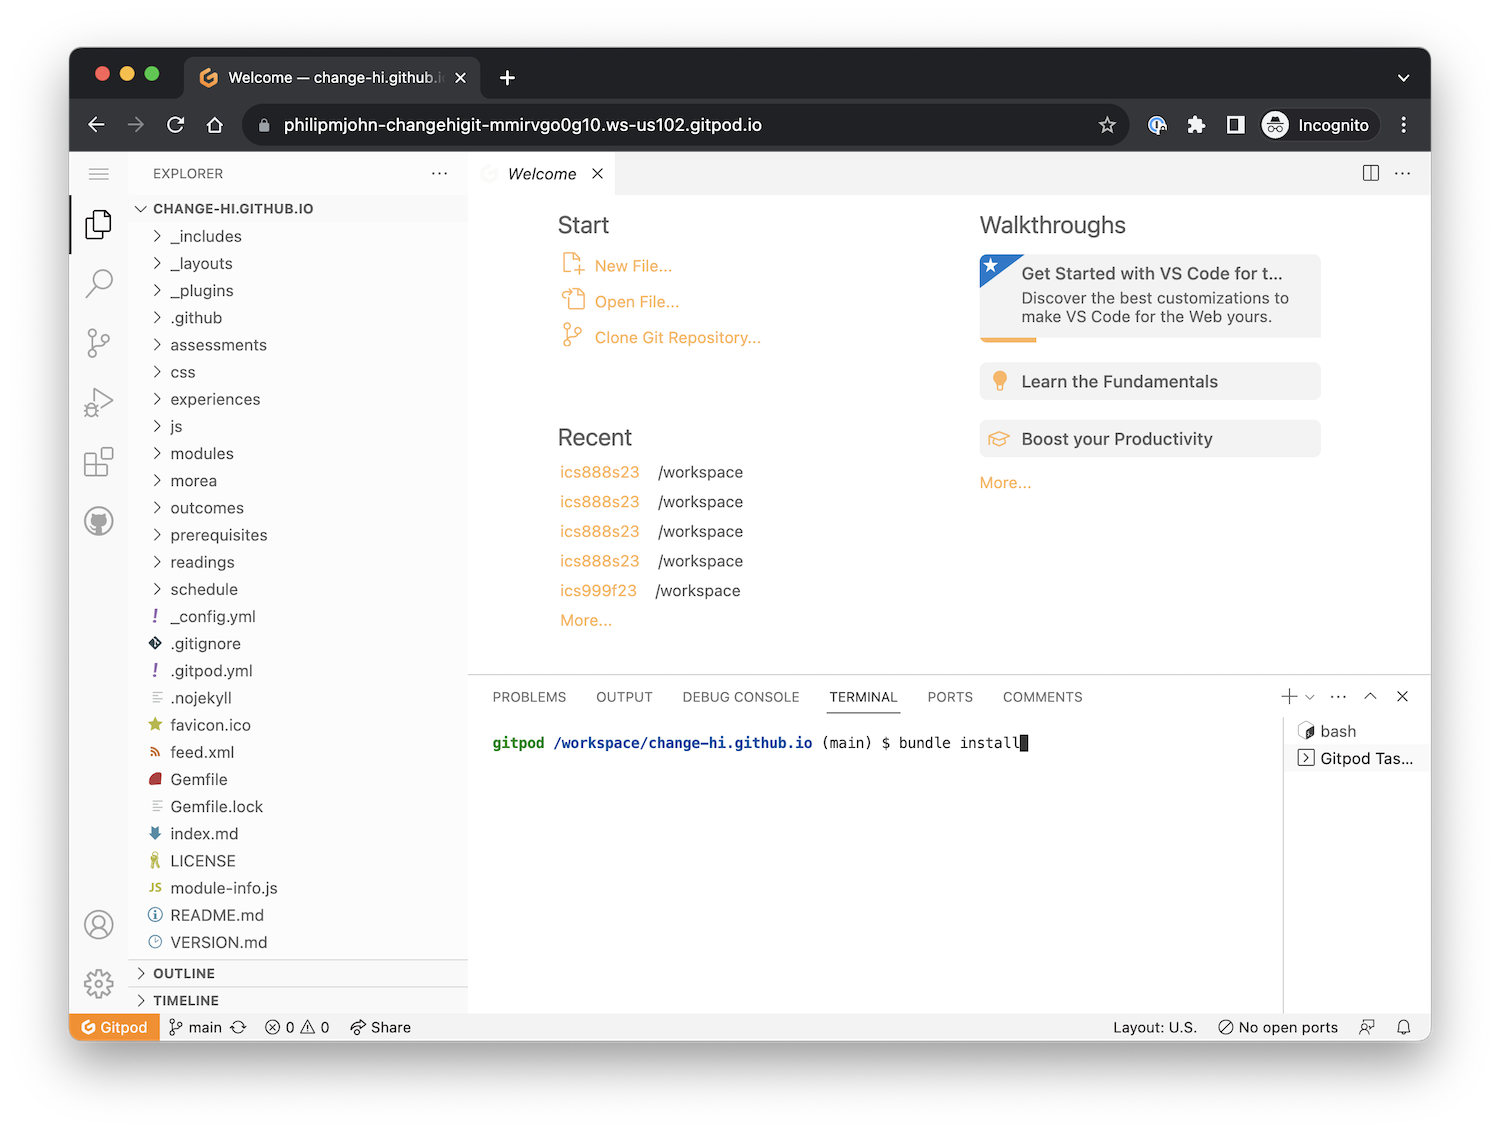 Welcome — change-hi.github.i
philipmjohn-changehigit-mmirvgo0g10.ws-us102.gitpod.io
Incognito
EXPLORER
CHANGE-HI.GITHUB.IO
_includes
_layouts
_plugins
.github
assessments
css
experiences
js
modules
morea
outcomes
prerequisites
readings
schedule
! _config.yml
.gitignore
! .gitpod.yml
.nojekyll
favicon.ico
feed.xml
Gemfile
Gemfile.lock
index.md
LICENSE
JS module-info.js
README.md
VERSION.md
OUTLINE
TIMELINE
Welcome
Start
New File...
Open File...
Clone Git Repository...
Recent
ics888s23 /workspace
ics888s23 /workspace
ics888s23 /workspace
ics888s23 /workspace
ics999f23 /workspace
More...
Walkthroughs
Get Started with VS Code for t...
Discover the best customizations to
make VS Code for the Web yours.
Learn the Fundamentals
Boost your Productivity
More...
PROBLEMS OUTPUT DEBUG CONSOLE TERMINAL PORTS COMMENTS
gitpod /workspace/change-hi.github.io (main) $ bundle install
bash
Gitpod Tas...
Gitpod main 0 0 Share Layout: U.S. No open ports